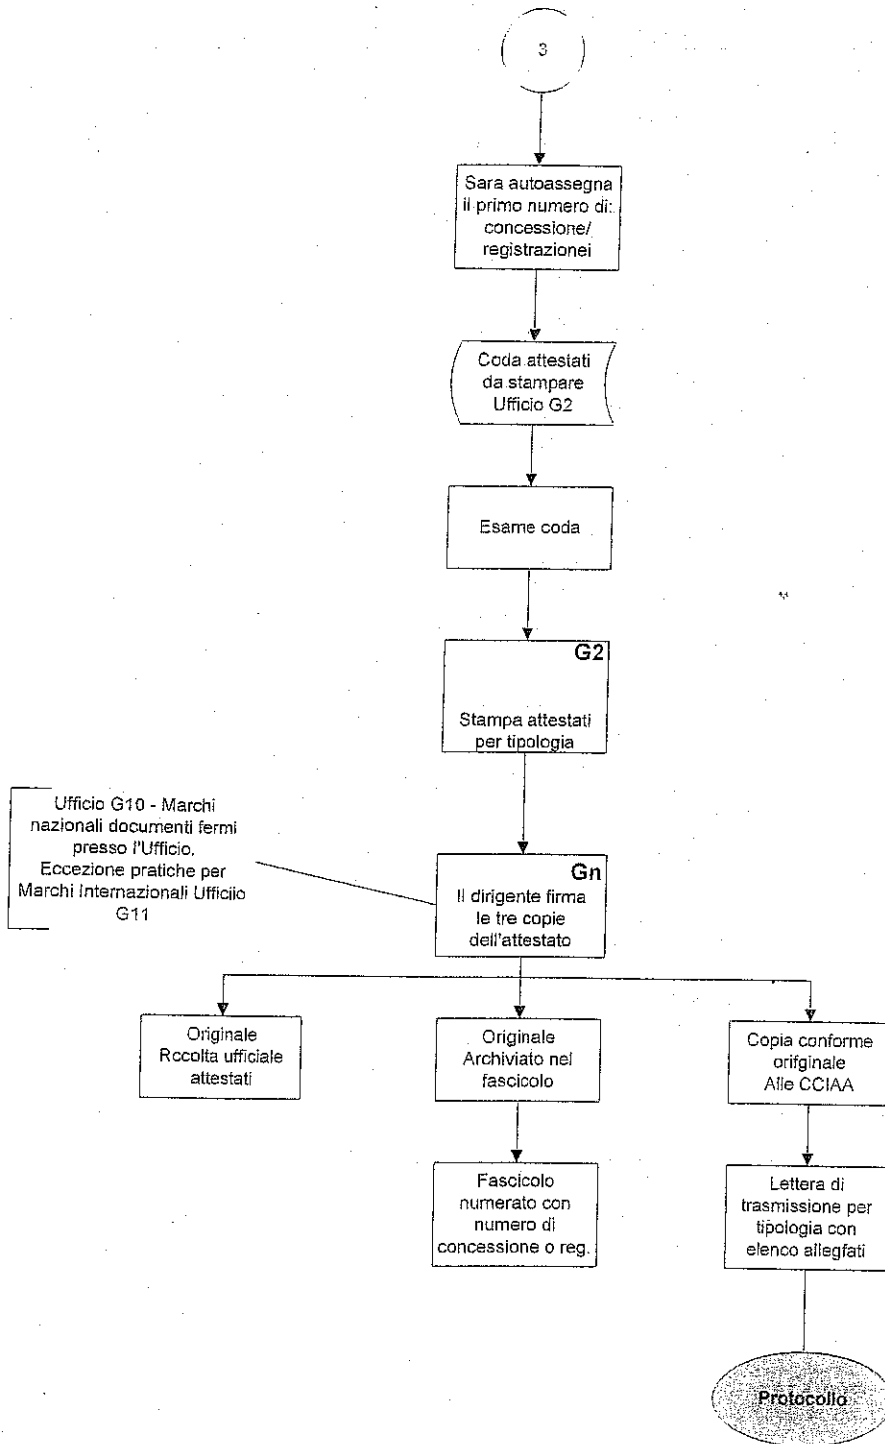 3
Sara autoassegna
il primo numero di:
concessione/
registrazionei
Coda attestati
da stampare
Ufficio G2
Esame coda
G2
Stampa attestati
per tipologia
Ufficio G10 - Marchi
nazionali documenti fermi
presso l'Ufficio.
Eccezione pratiche per
Marchi Internazionali Ufficiio
G11
Gn
Il dirigente firma
le tre copie
dell'attestato
Originale
Rccolta ufficiale
attestati
Originale
Archiviato nel
fascicolo
Copia conforme
orifginale
Alle CCIAA
Fascicolo
numerato con
numero di
concessione o reg.
Lettera di
trasmissione per
tipologia con
elenco allegfati
Protocollo